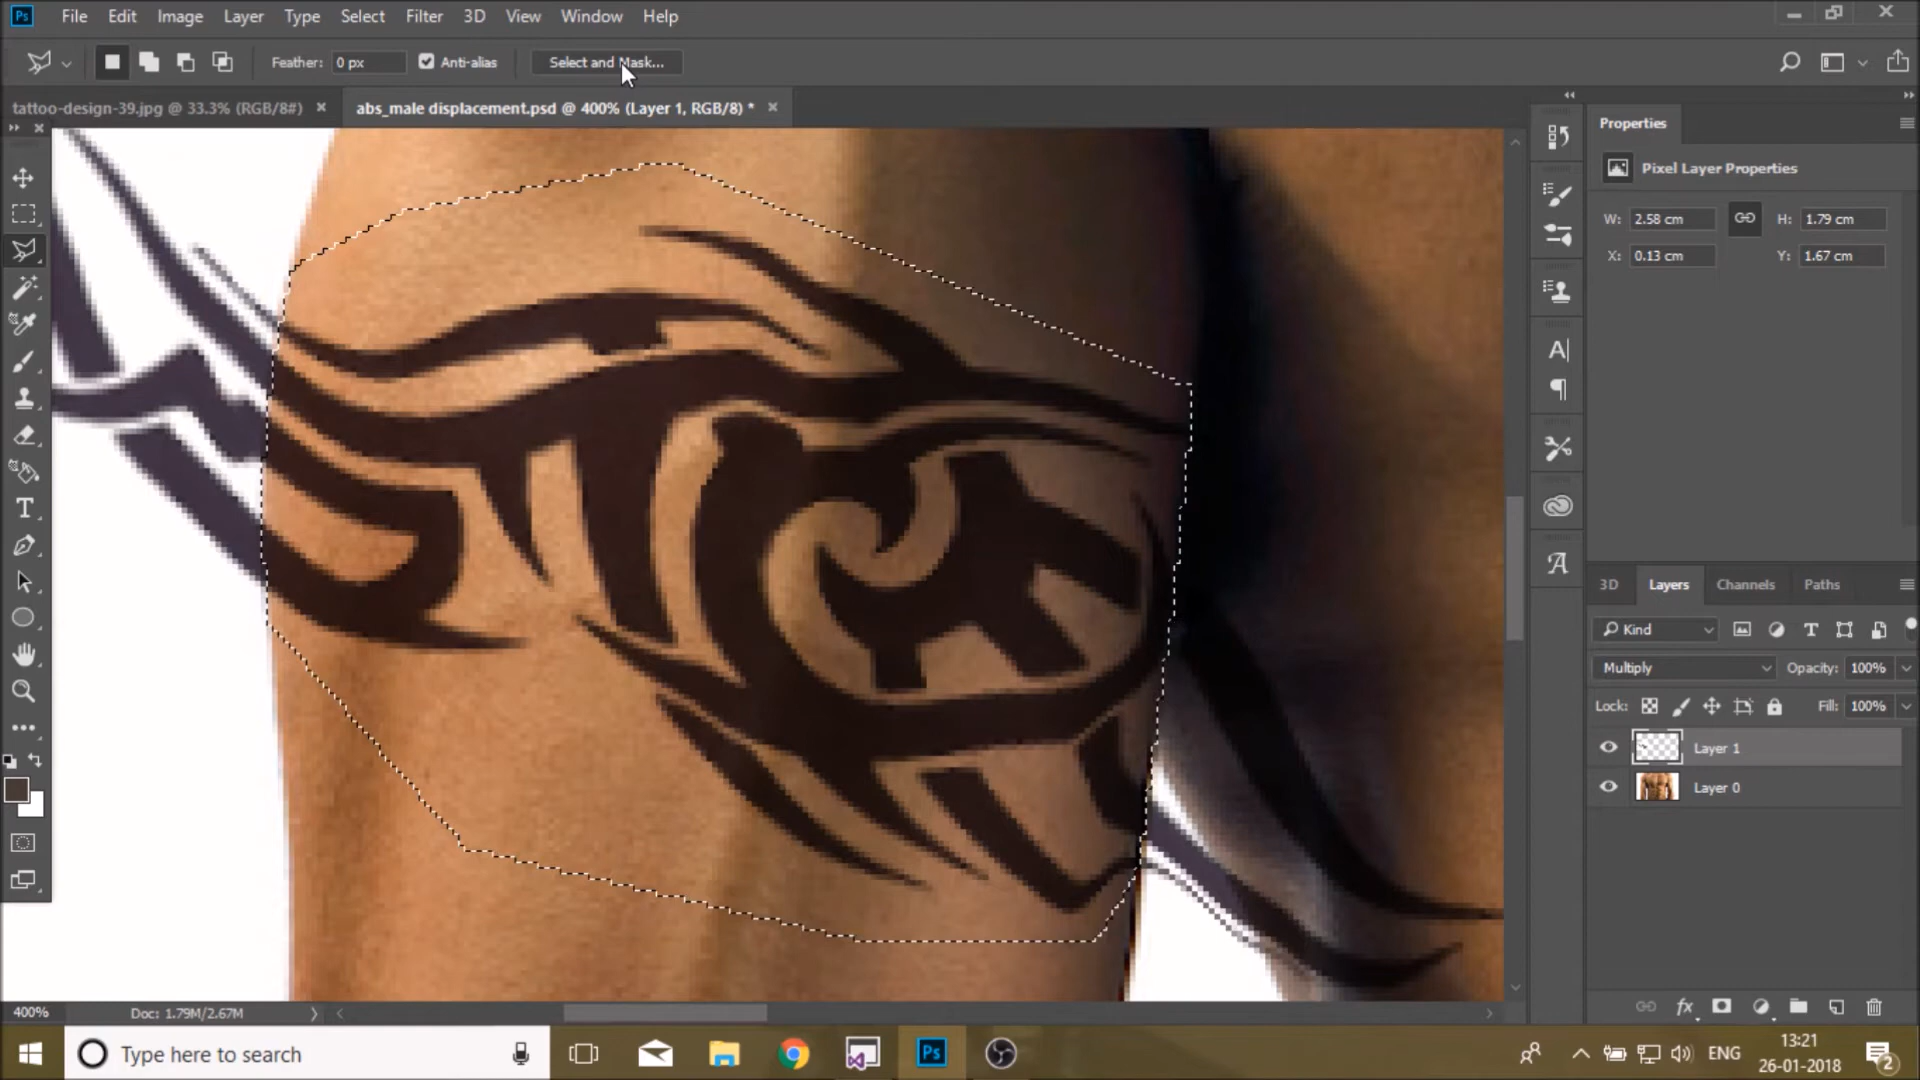 Ps File Edit Image Layer Type Select Filter 3D View Window Help
Feather: 0 px Anti-alias Select and Mask...
tattoo-design-39.jpg @ 33.3% (RGB/8#) × abs_male displacement.psd @ 400% (Layer 1, RGB/8) * ×
Properties
Pixel Layer Properties
W: 2.58 cm H: 1.79 cm
X: 0.13 cm Y: 1.67 cm
3D Layers Channels Paths
Kind
Multiply Opacity: 100%
Lock: Fill: 100%
Layer 1
Layer 0
fx
400% Doc: 1.79M/2.67M
Type here to search
Ps
ENG
13:21
26-01-2018
2